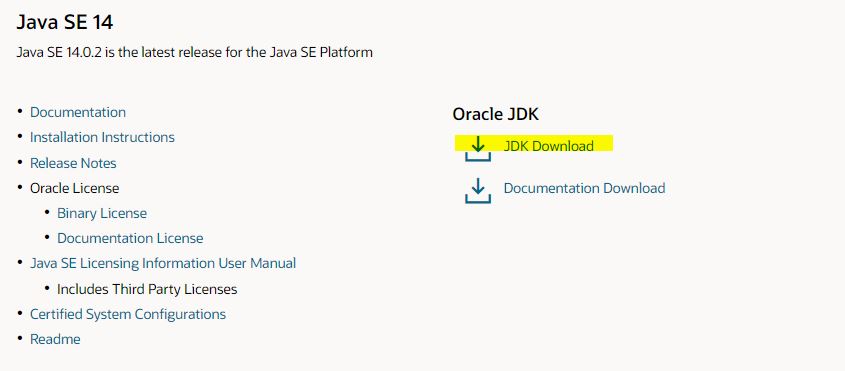 Java SE 14
Java SE 14.0.2 is the latest release for the Java SE Platform
Documentation
Installation Instructions
Release Notes
Oracle License
Binary License
Documentation License
Java SE Licensing Information User Manual
Includes Third Party Licenses
Certified System Configurations
Readme
Oracle JDK
JDK Download
Documentation Download